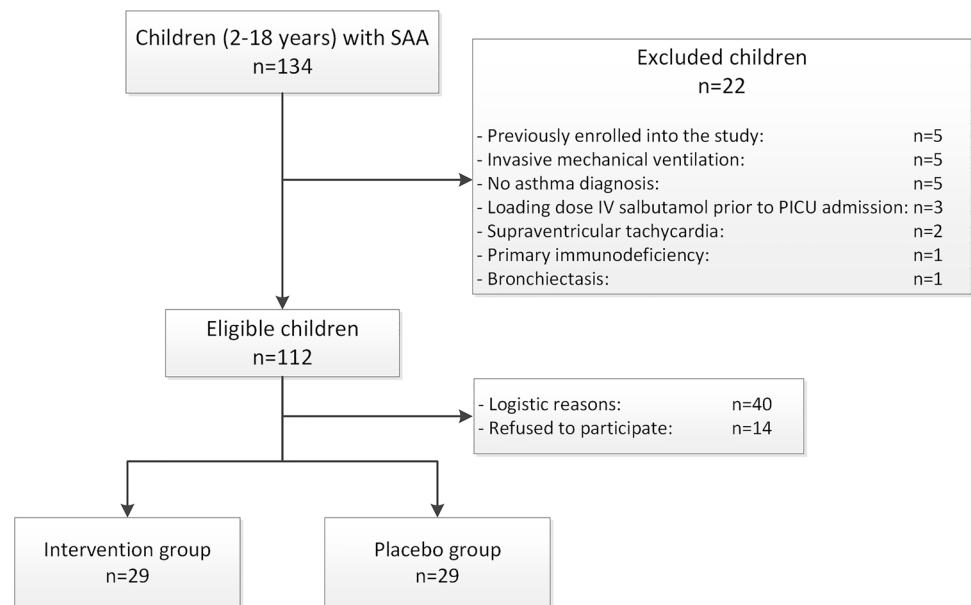 Children (2-18 years) with SAA
n=134
Excluded children
n=22
- Previously enrolled into the study: n=5
- Invasive mechanical ventilation: n=5
- No asthma diagnosis: n=5
- Loading dose IV salbutamol prior to PICU admission: n=3
- Supraventricular tachycardia: n=2
- Primary immunodeficiency: n=1
- Bronchiectasis: n=1
Eligible children
n=112
- Logistic reasons: n=40
- Refused to participate: n=14
Intervention group
n=29
Placebo group
n=29